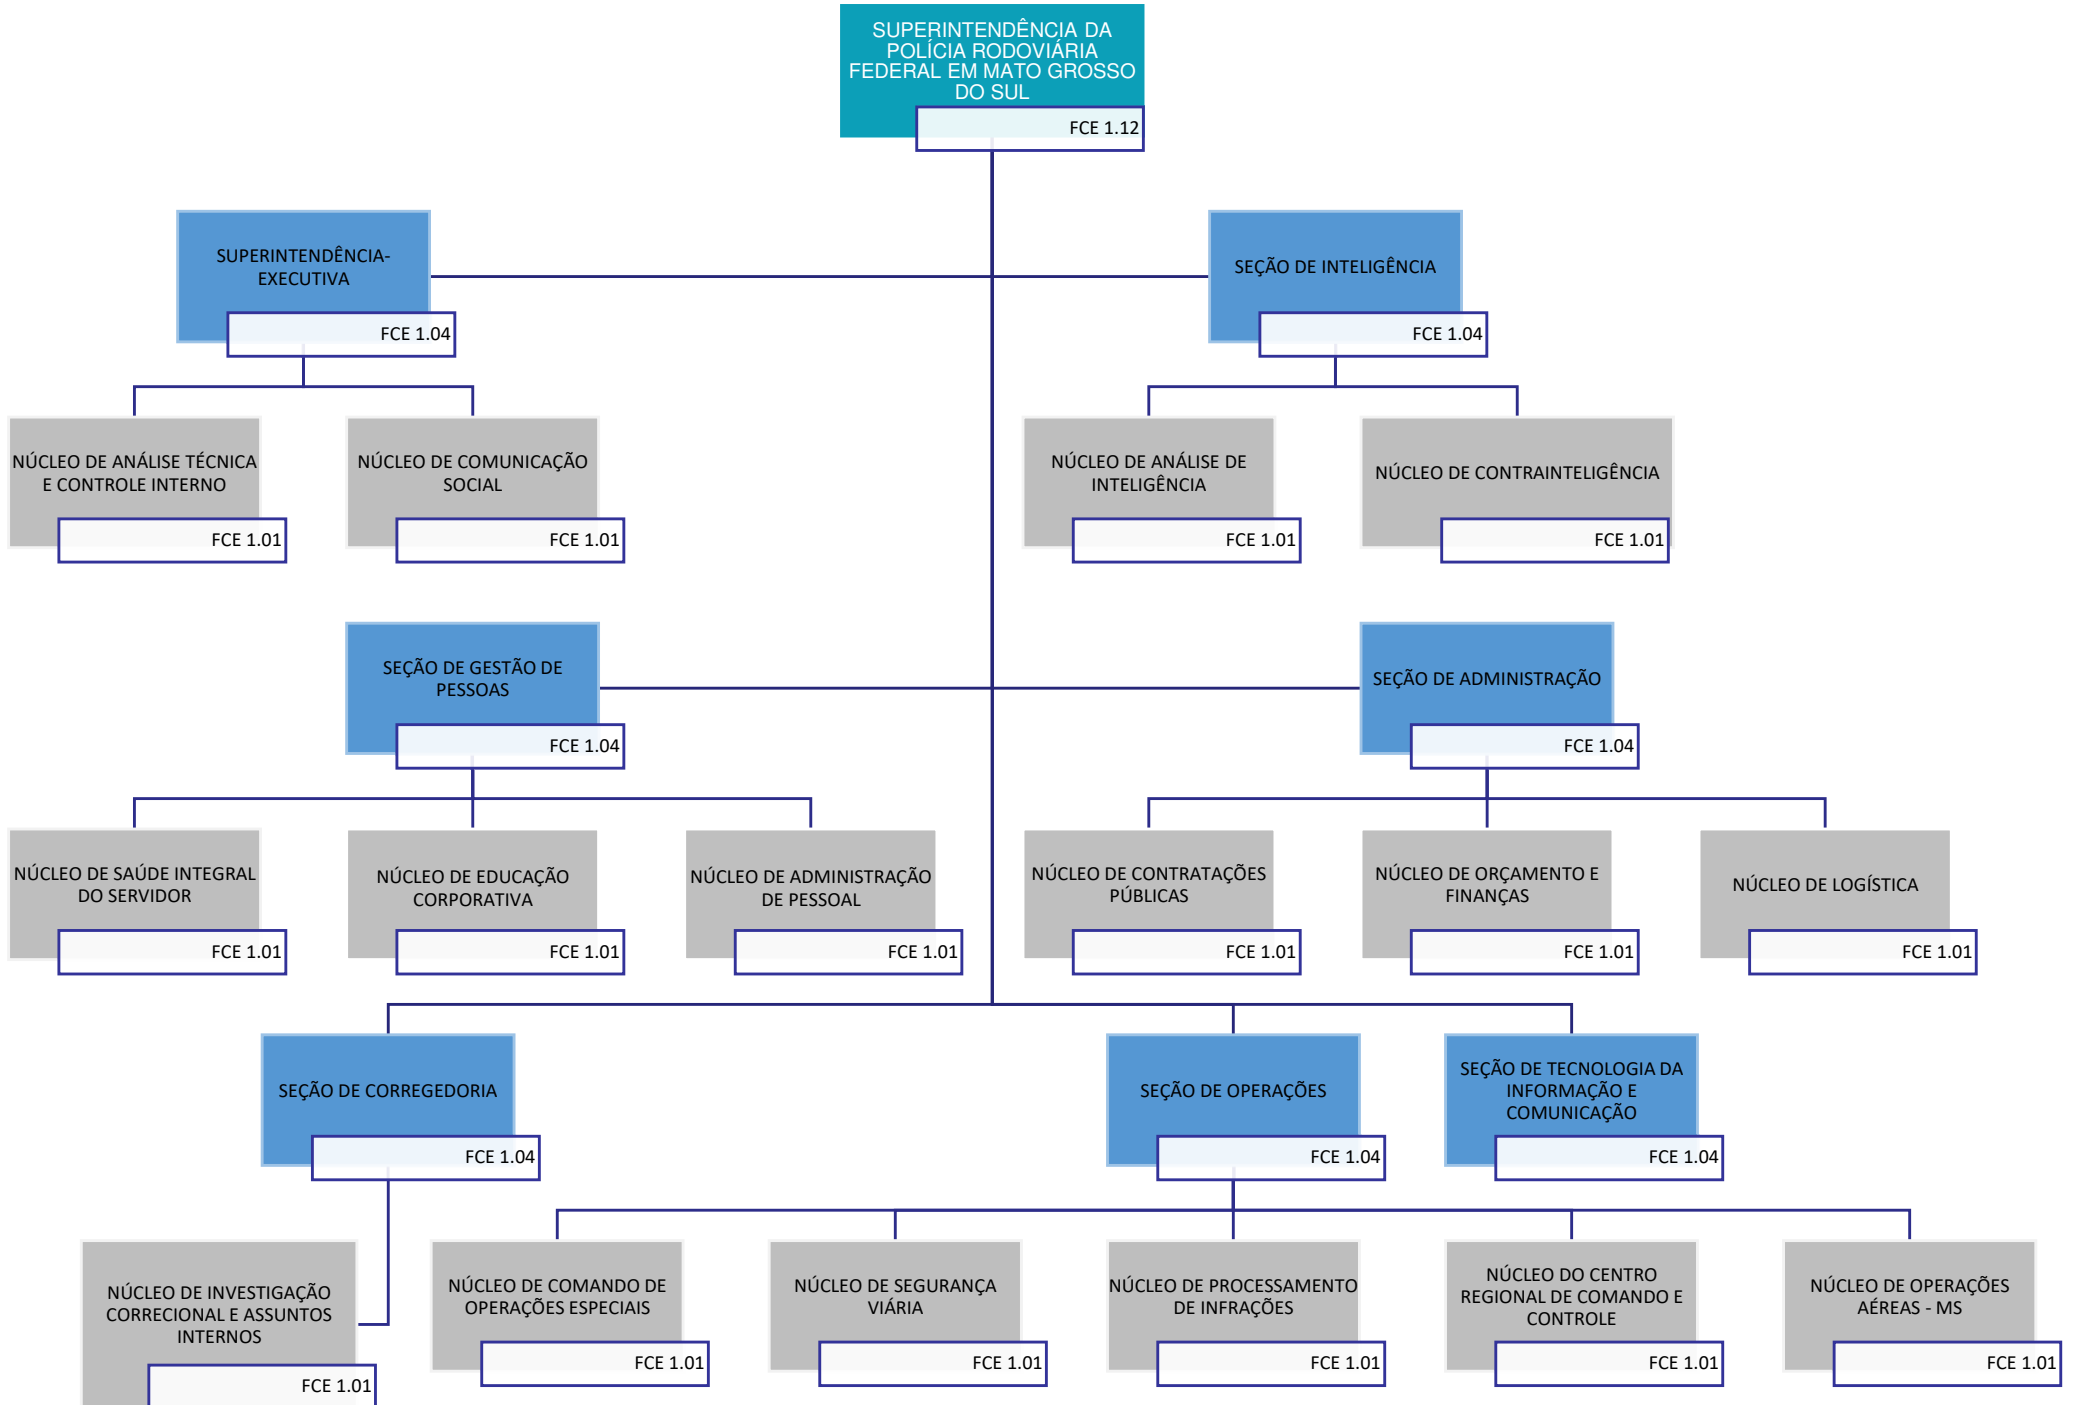 SUPERINTENDÊNCIA DA
POLÍCIA RODOVIÁRIA
FEDERAL EM MATO GROSSO
DO SUL
FCE 1.12
SUPERINTENDÊNCIA-
EXECUTIVA
FCE 1.04
SEÇÃO DE INTELIGÊNCIA
FCE 1.04
NÚCLEO DE ANÁLISE TÉCNICA
E CONTROLE INTERNO
FCE 1.01
NÚCLEO DE COMUNICAÇÃO
SOCIAL
FCE 1.01
NÚCLEO DE ANÁLISE DE
INTELIGÊNCIA
FCE 1.01
NÚCLEO DE CONTRAINTELIGÊNCIA
FCE 1.01
SEÇÃO DE GESTÃO DE
PESSOAS
FCE 1.04
SEÇÃO DE ADMINISTRAÇÃO
FCE 1.04
NÚCLEO DE SAÚDE INTEGRAL
DO SERVIDOR
FCE 1.01
NÚCLEO DE EDUCAÇÃO
CORPORATIVA
FCE 1.01
NÚCLEO DE ADMINISTRAÇÃO
DE PESSOAL
FCE 1.01
NÚCLEO DE CONTRATAÇÕES
PÚBLICAS
FCE 1.01
NÚCLEO DE ORÇAMENTO E
FINANÇAS
FCE 1.01
NÚCLEO DE LOGÍSTICA
FCE 1.01
SEÇÃO DE CORREGEDORIA
FCE 1.04
SEÇÃO DE OPERAÇÕES
FCE 1.04
SEÇÃO DE TECNOLOGIA DA
INFORMAÇÃO E
COMUNICAÇÃO
FCE 1.04
NÚCLEO DE INVESTIGAÇÃO
CORRECIONAL E ASSUNTOS
INTERNOS
FCE 1.01
NÚCLEO DE COMANDO DE
OPERAÇÕES ESPECIAIS
FCE 1.01
NÚCLEO DE SEGURANÇA
VIÁRIA
FCE 1.01
NÚCLEO DE PROCESSAMENTO
DE INFRAÇÕES
FCE 1.01
NÚCLEO DO CENTRO
REGIONAL DE COMANDO E
CONTROLE
FCE 1.01
NÚCLEO DE OPERAÇÕES
AÉREAS - MS
FCE 1.01